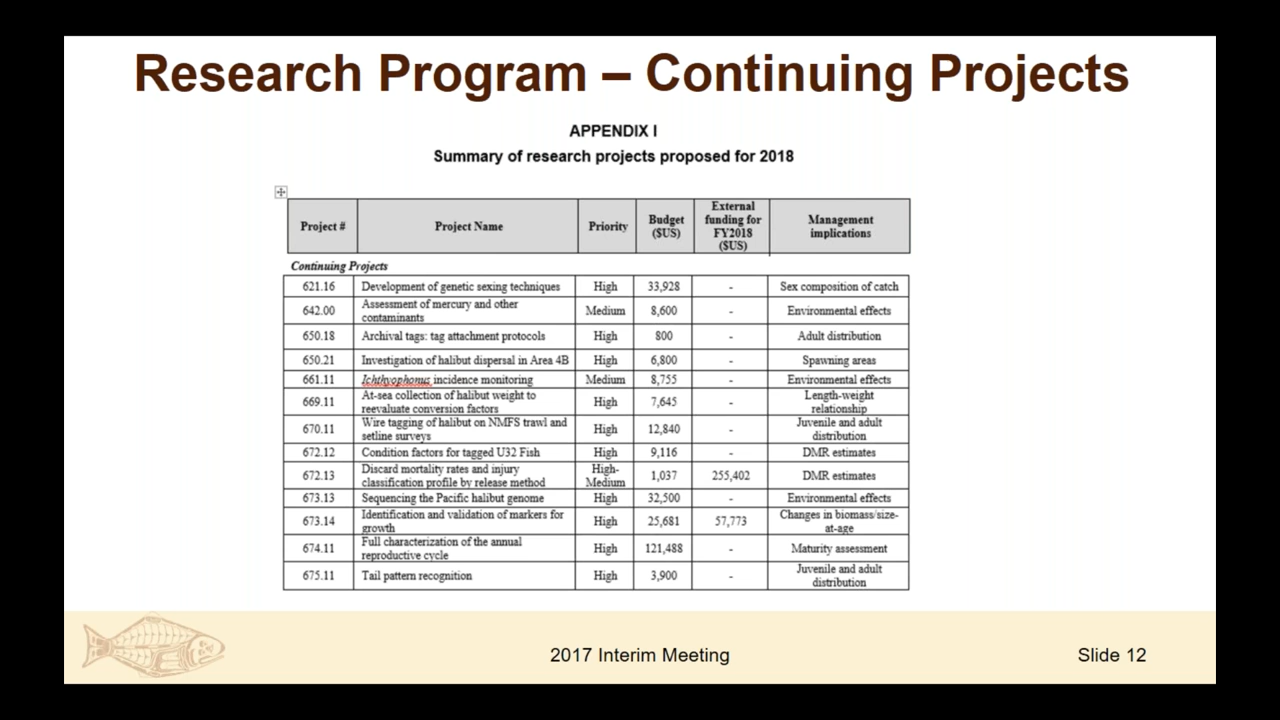 Research Program – Continuing Projects
APPENDIX I
Summary of research projects proposed for 2018
Project # Project Name Priority Budget ($US) External funding for FY2018 ($US) Management implications
Continuing Projects
621.16 Development of genetic sexing techniques High 33,928 - Sex composition of catch
642.00 Assessment of mercury and other contaminants Medium 8,600 - Environmental effects
650.18 Archival tags: tag attachment protocols High 800 - Adult distribution
650.21 Investigation of halibut dispersal in Area 4B High 6,800 - Spawning areas
661.11 Ichthyophonus incidence monitoring Medium 8,755 - Environmental effects
669.11 At-sea collection of halibut weight to reevaluate conversion factors High 7,645 - Length-weight relationship
670.11 Wire tagging of halibut on NMFS trawl and setline surveys High 12,840 - Juvenile and adult distribution
672.12 Condition factors for tagged U32 Fish High 9,116 - DMR estimates
672.13 Discard mortality rates and injury classification profile by release method High-Medium 1,037 255,402 DMR estimates
673.13 Sequencing the Pacific halibut genome High 32,500 - Environmental effects
673.14 Identification and validation of markers for growth High 25,681 57,773 Changes in biomass/size-at-age
674.11 Full characterization of the annual reproductive cycle High 121,488 - Maturity assessment
675.11 Tail pattern recognition High 3,900 - Juvenile and adult distribution
2017 Interim Meeting
Slide 12